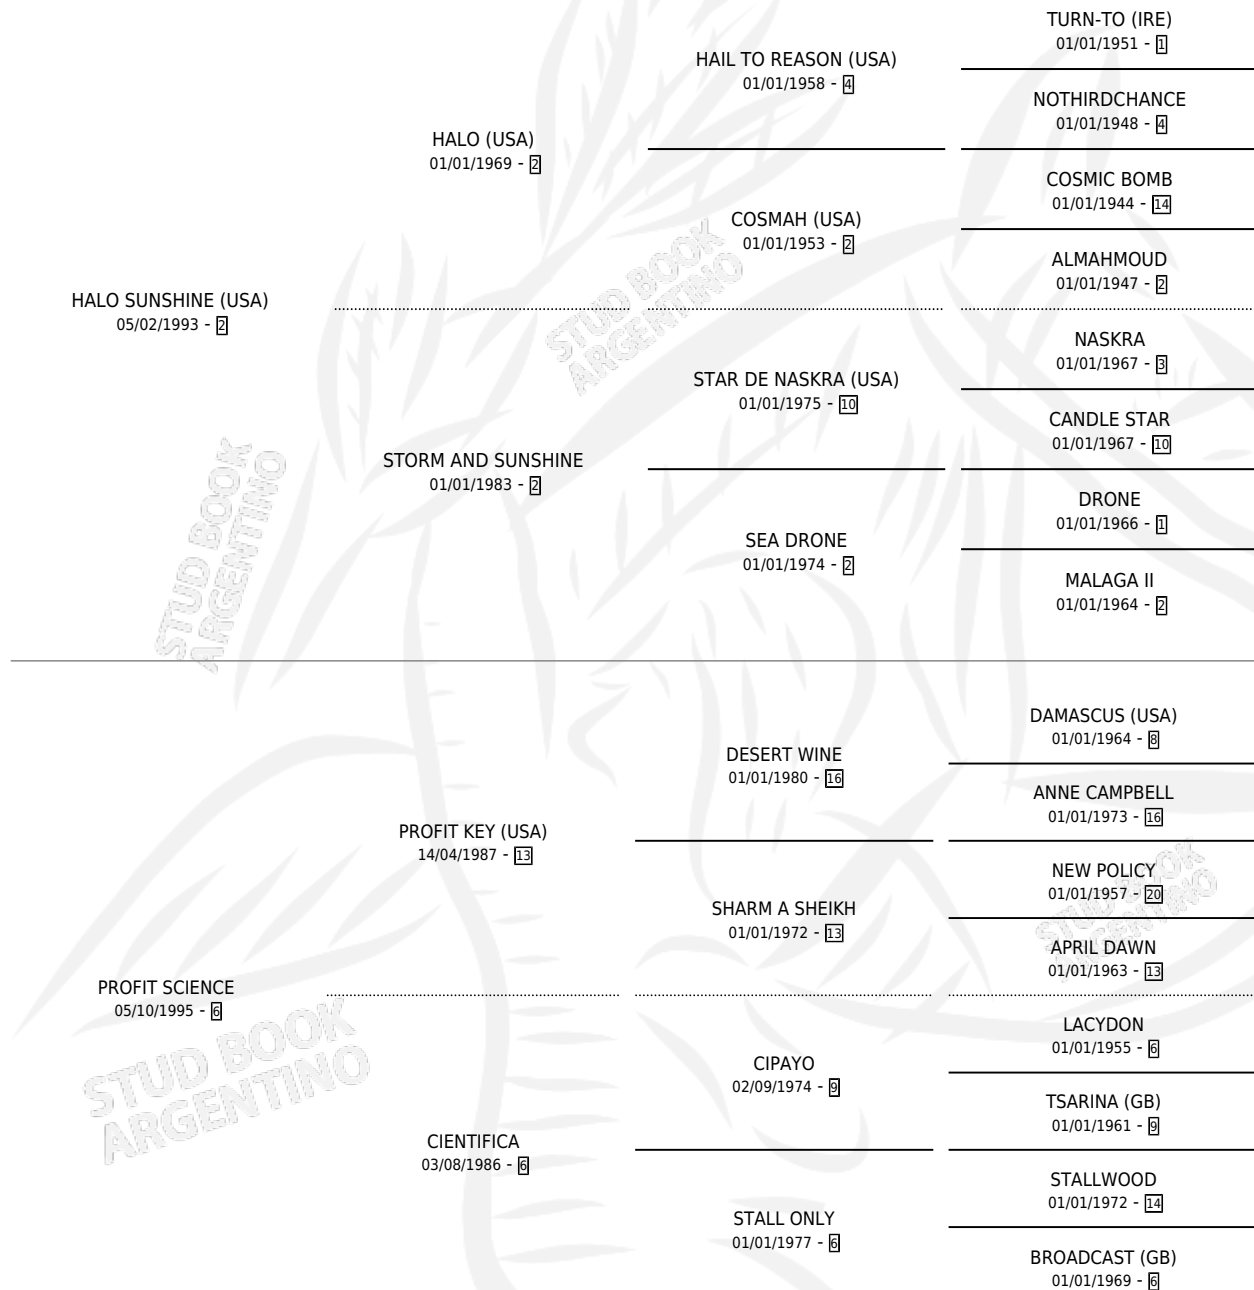 TURN-TO (IRE)
01/01/1951 - 1
HAIL TO REASON (USA)
01/01/1958 - 4
NOTHIRDCHANCE
01/01/1948 - 4
HALO (USA)
01/01/1969 - 2
COSMIC BOMB
01/01/1944 - 14
COSMAH (USA)
01/01/1953 - 2
ALMAHMOUD
01/01/1947 - 2
HALO SUNSHINE (USA)
05/02/1993 - 2
STUD BOOK
ARGENTINO
NASKRA
01/01/1967 - 3
STAR DE NASKRA (USA)
01/01/1975 - 10
CANDLE STAR
01/01/1967 - 10
STORM AND SUNSHINE
01/01/1983 - 2
STUD BOOK
ARGENTINO
DRONE
01/01/1966 - 1
SEA DRONE
01/01/1974 - 2
MALAGA II
01/01/1964 - 2
DAMASCUS (USA)
01/01/1964 - 8
DESERT WINE
01/01/1980 - 16
ANNE CAMPBELL
01/01/1973 - 16
PROFIT KEY (USA)
14/04/1987 - 13
NEW POLICY
01/01/1957 - 20
SHARM A SHEIKH
01/01/1972 - 13
STUD BOOK
ARGENTINO
APRIL DAWN
01/01/1963 - 13
PROFIT SCIENCE
05/10/1995 - 6
STUD BOOK
ARGENTINO
LACYDON
01/01/1955 - 6
CIPAYO
02/09/1974 - 9
TSARINA (GB)
01/01/1961 - 9
CIENTIFICA
03/08/1986 - 6
STALLWOOD
01/01/1972 - 14
STALL ONLY
01/01/1977 - 6
BROADCAST (GB)
01/01/1969 - 6